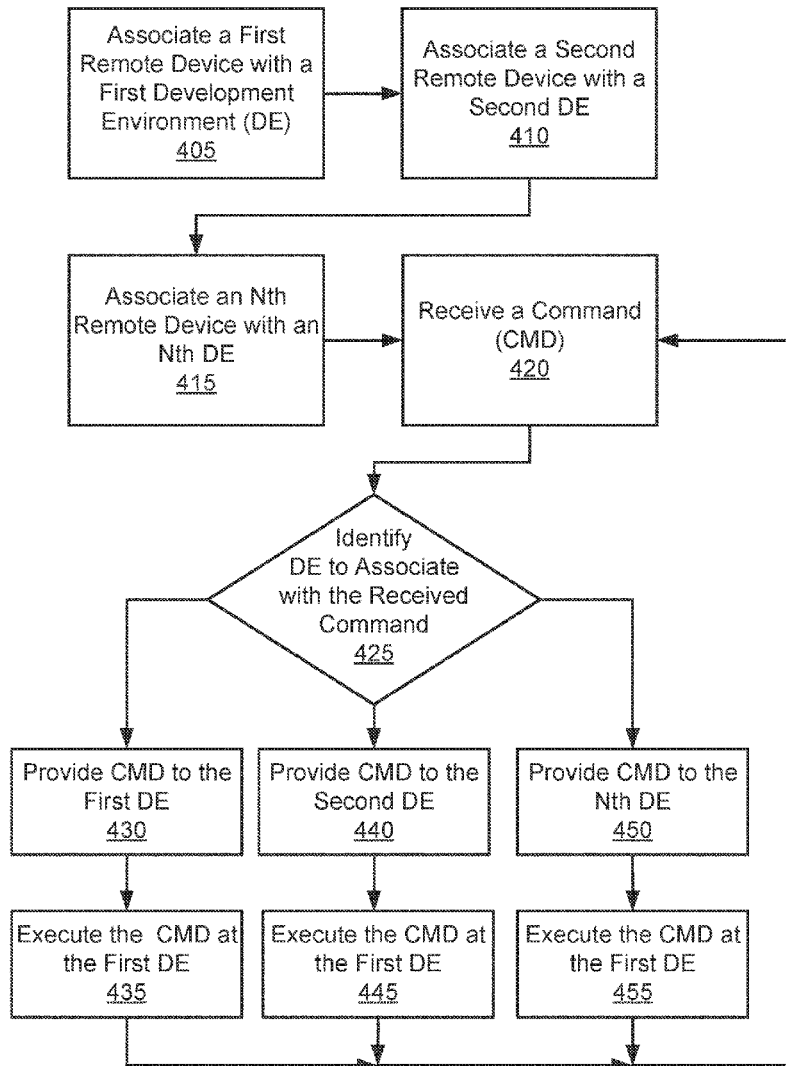 Associate a First
Remote Device with a
First Development
Environment (DE)
405
Associate a Second
Remote Device with a
Second DE
410
Associate an Nth
Remote Device with an
Nth DE
415
Receive a Command
(CMD)
420
Identify
DE to Associate
with the Received
Command
425
Provide CMD to the
First DE
430
Provide CMD to the
Second DE
440
Provide CMD to the
Nth DE
450
Execute the CMD at
the First DE
435
Execute the CMD at
the First DE
445
Execute the CMD at
the First DE
455